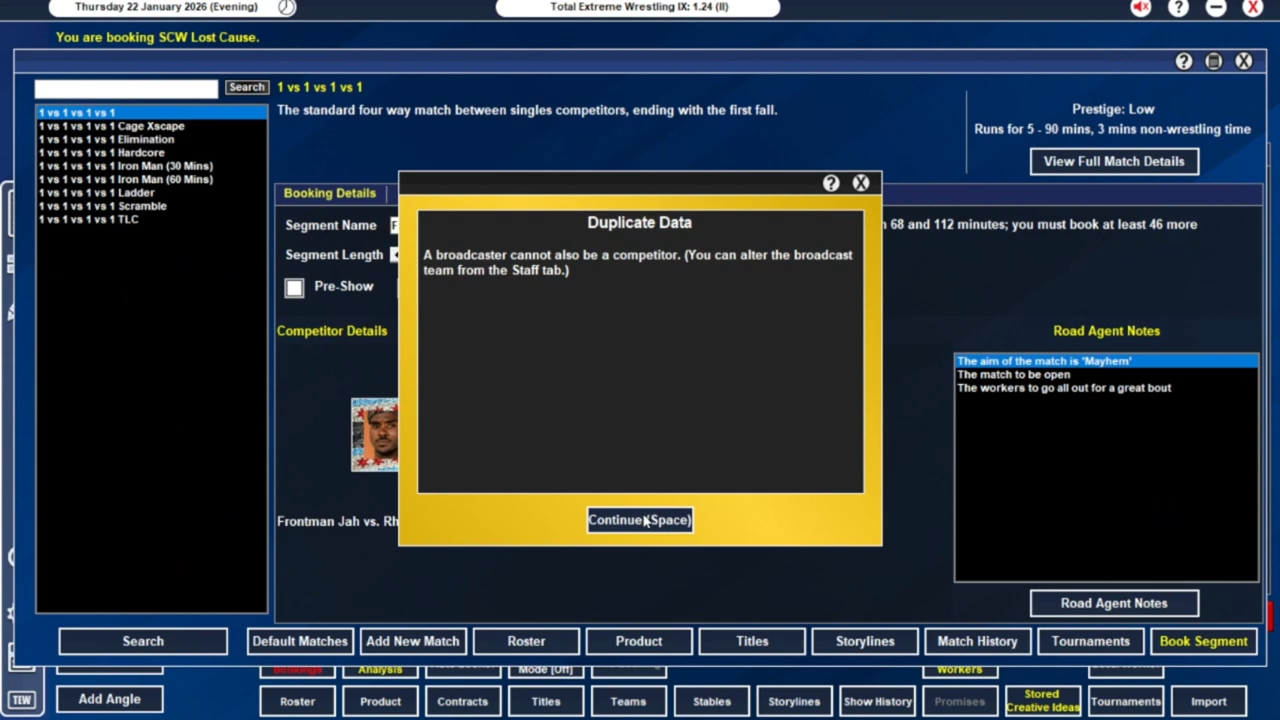 Thursday 22 January 2026 (Evening)
Total Extreme Wrestling IX: 1.24 (II)
You are booking SCW Lost Cause.
Search
1 vs 1 vs 1 vs 1
The standard four way match between singles competitors, ending with the first fall.
Prestige: Low
Runs for 5 - 90 mins, 3 mins non-wrestling time
View Full Match Details
1 vs 1 vs 1 vs 1
1 vs 1 vs 1 vs 1 Cage Xscape
1 vs 1 vs 1 vs 1 Elimination
1 vs 1 vs 1 vs 1 Hardcore
1 vs 1 vs 1 vs 1 Iron Man (30 Mins)
1 vs 1 vs 1 vs 1 Iron Man (60 Mins)
1 vs 1 vs 1 vs 1 Ladder
1 vs 1 vs 1 vs 1 Scramble
1 vs 1 vs 1 vs 1 TLC
Booking Details
Segment Name
68 and 112 minutes; you must book at least 46 more
Segment Length
Pre-Show
Duplicate Data
A broadcaster cannot also be a competitor. (You can alter the broadcast
team from the Staff tab.)
Continue (Space)
Competitor Details
Road Agent Notes
The aim of the match is 'Mayhem'
The match to be open
The workers to go all out for a great bout
Frontman Jah vs. Rh
Road Agent Notes
Search
Default Matches
Add New Match
Roster
Product
Titles
Storylines
Match History
Tournaments
Book Segment
Bookings
Analysis
Mode [Off]
Workers
TEW
Add Angle
Roster
Product
Contracts
Titles
Teams
Stables
Storylines
Show History
Promises
Stored
Creative Ideas
Tournaments
Import